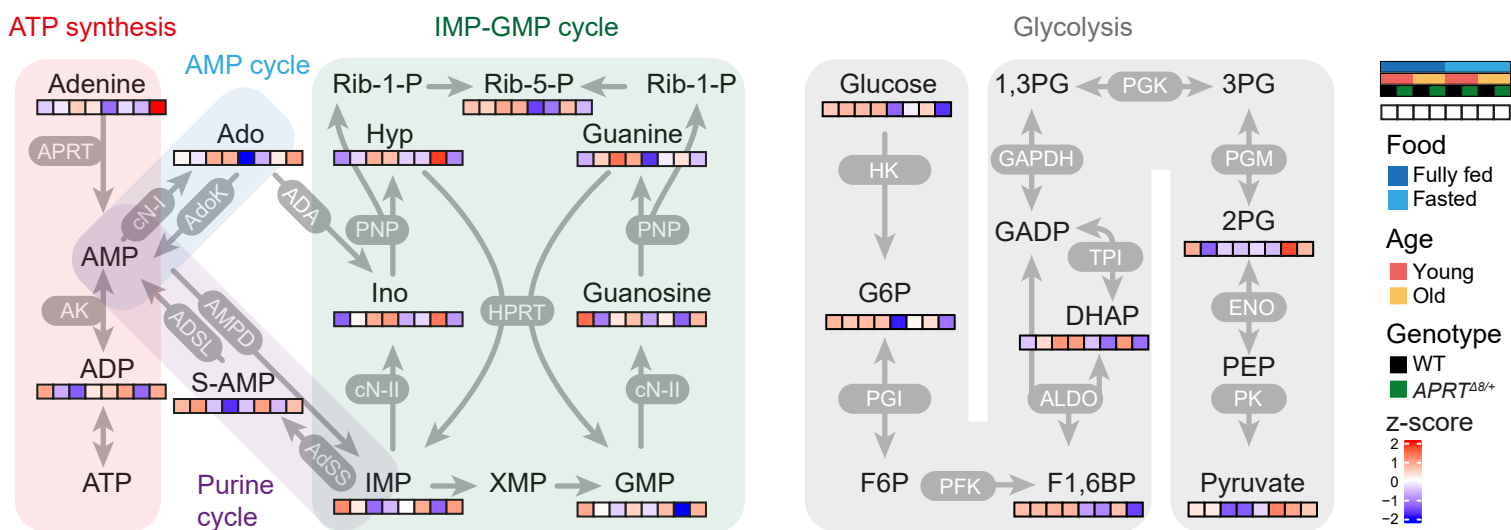 ATP synthesis
AMP cycle
IMP-GMP cycle
Glycolysis
Adenine
APRT
Ado
cN-I
AdoK
ADA
AMP
AK
ADSL
AMPD
ADP
S-AMP
AdSS
ATP
Purine
cycle
Rib-1-P
Rib-5-P
Rib-1-P
Hyp
Guanine
PNP
PNP
Ino
Guanosine
HPRT
cN-II
cN-II
IMP
XMP
GMP
Glucose
HK
G6P
PGI
F6P
PFK
1,3PG
PGK
3PG
GAPDH
PGM
GADP
TPI
2PG
DHAP
ENO
ALDO
PEP
PK
F1,6BP
Pyruvate
Food
Fully fed
Fasted
Age
Young
Old
Genotype
WT
APRT^Δ8/+
z-score
2
1
0
−1
−2